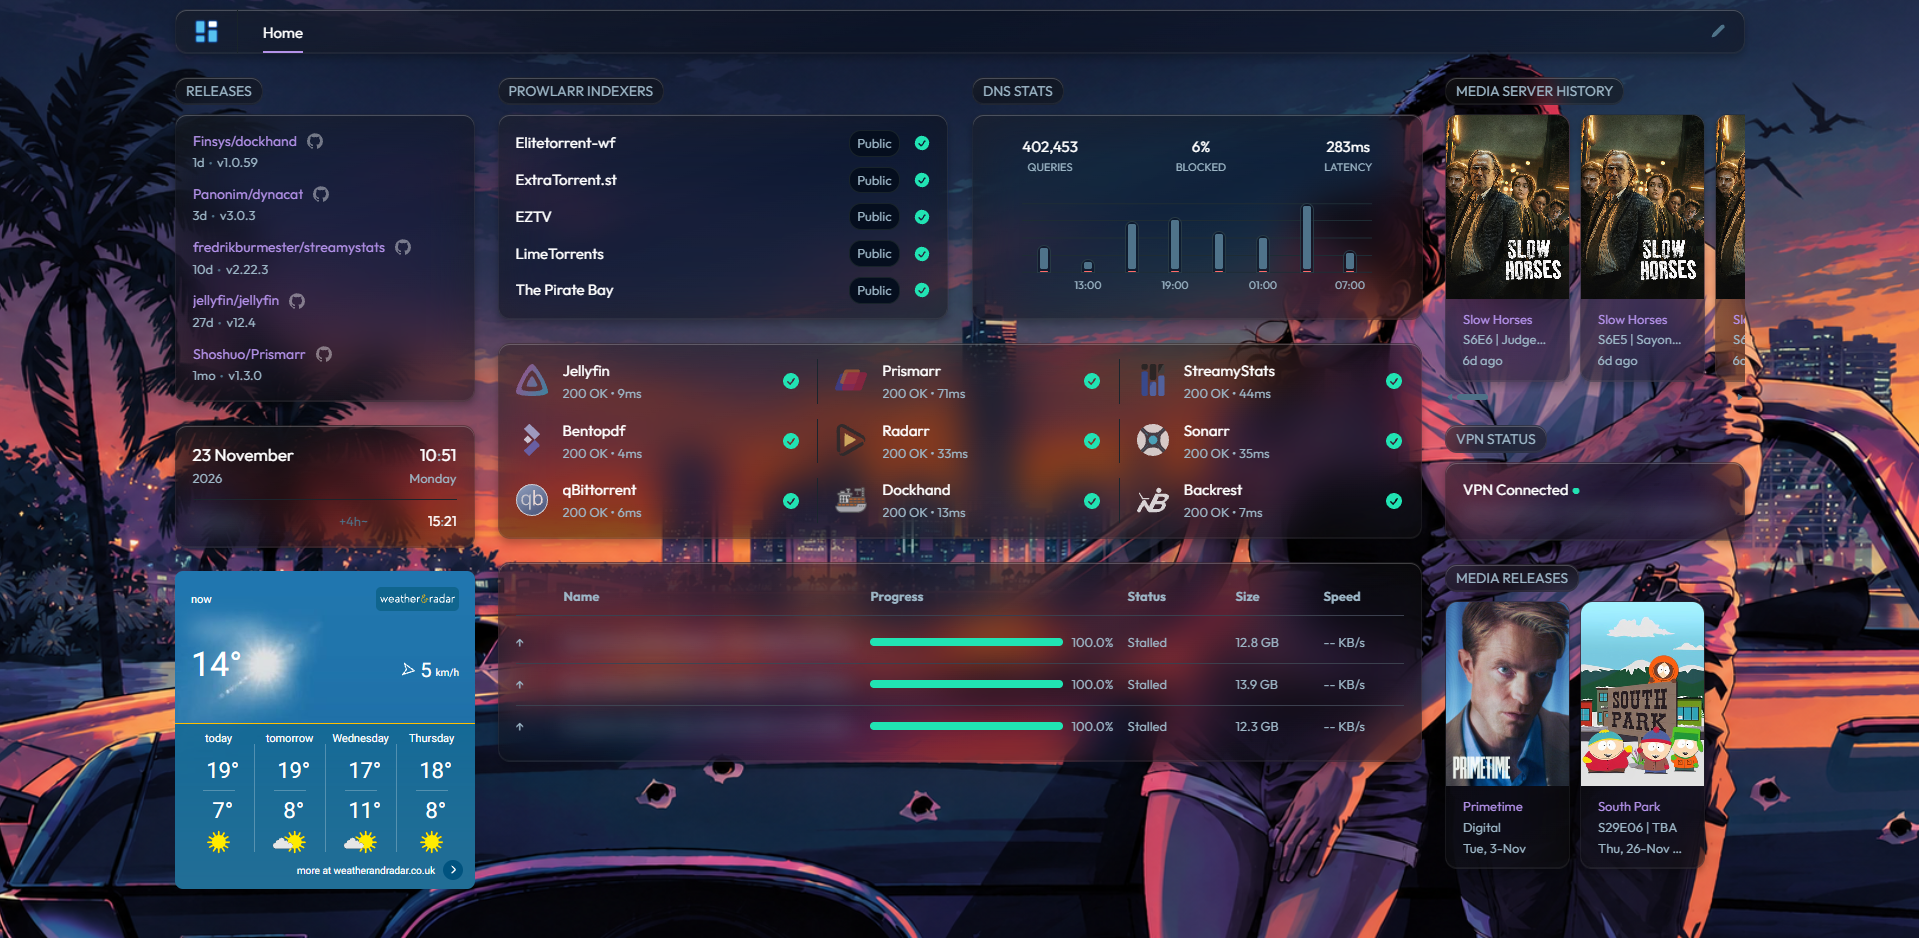 Home
RELEASES
Finsys/dockhand
1d · v1.0.59
Panonim/dynacat
3d · v3.0.3
fredrikburmester/streamystats
10d · v2.22.3
jellyfin/jellyfin
27d · v12.4
Shoshuo/Prismarr
1mo · v1.3.0
23 November 10:51
2026 Monday
+4h~ 15:21
now weather&radar
14° 5 km/h
today tomorrow Wednesday Thursday
19° 19° 17° 18°
7° 8° 11° 8°
more at weatherandradar.co.uk
PROWLARR INDEXERS
Elitetorrent-wf Public
ExtraTorrent.st Public
EZTV Public
LimeTorrents Public
The Pirate Bay Public
DNS STATS
402,453 6% 283ms
QUERIES BLOCKED LATENCY
13:00 19:00 01:00 07:00
Jellyfin Prismarr StreamyStats
200 OK • 9ms 200 OK • 71ms 200 OK • 44ms
Bentopdf Radarr Sonarr
200 OK • 4ms 200 OK • 33ms 200 OK • 35ms
qb qBittorrent Dockhand Backrest
200 OK • 6ms 200 OK • 13ms 200 OK • 7ms
Name Progress Status Size Speed
100.0% Stalled 12.8 GB -- KB/s
100.0% Stalled 13.9 GB -- KB/s
100.0% Stalled 12.3 GB -- KB/s
MEDIA SERVER HISTORY
SLOW HORSES SLOW HORSES
Slow Horses Slow Horses
S6E6 | Judge... S6E5 | Sayon...
6d ago 6d ago
VPN STATUS
VPN Connected
MEDIA RELEASES
PRIMETIME SOUTH PARK
Primetime South Park
Digital S29E06 | TBA
Tue, 3-Nov Thu, 26-Nov ...